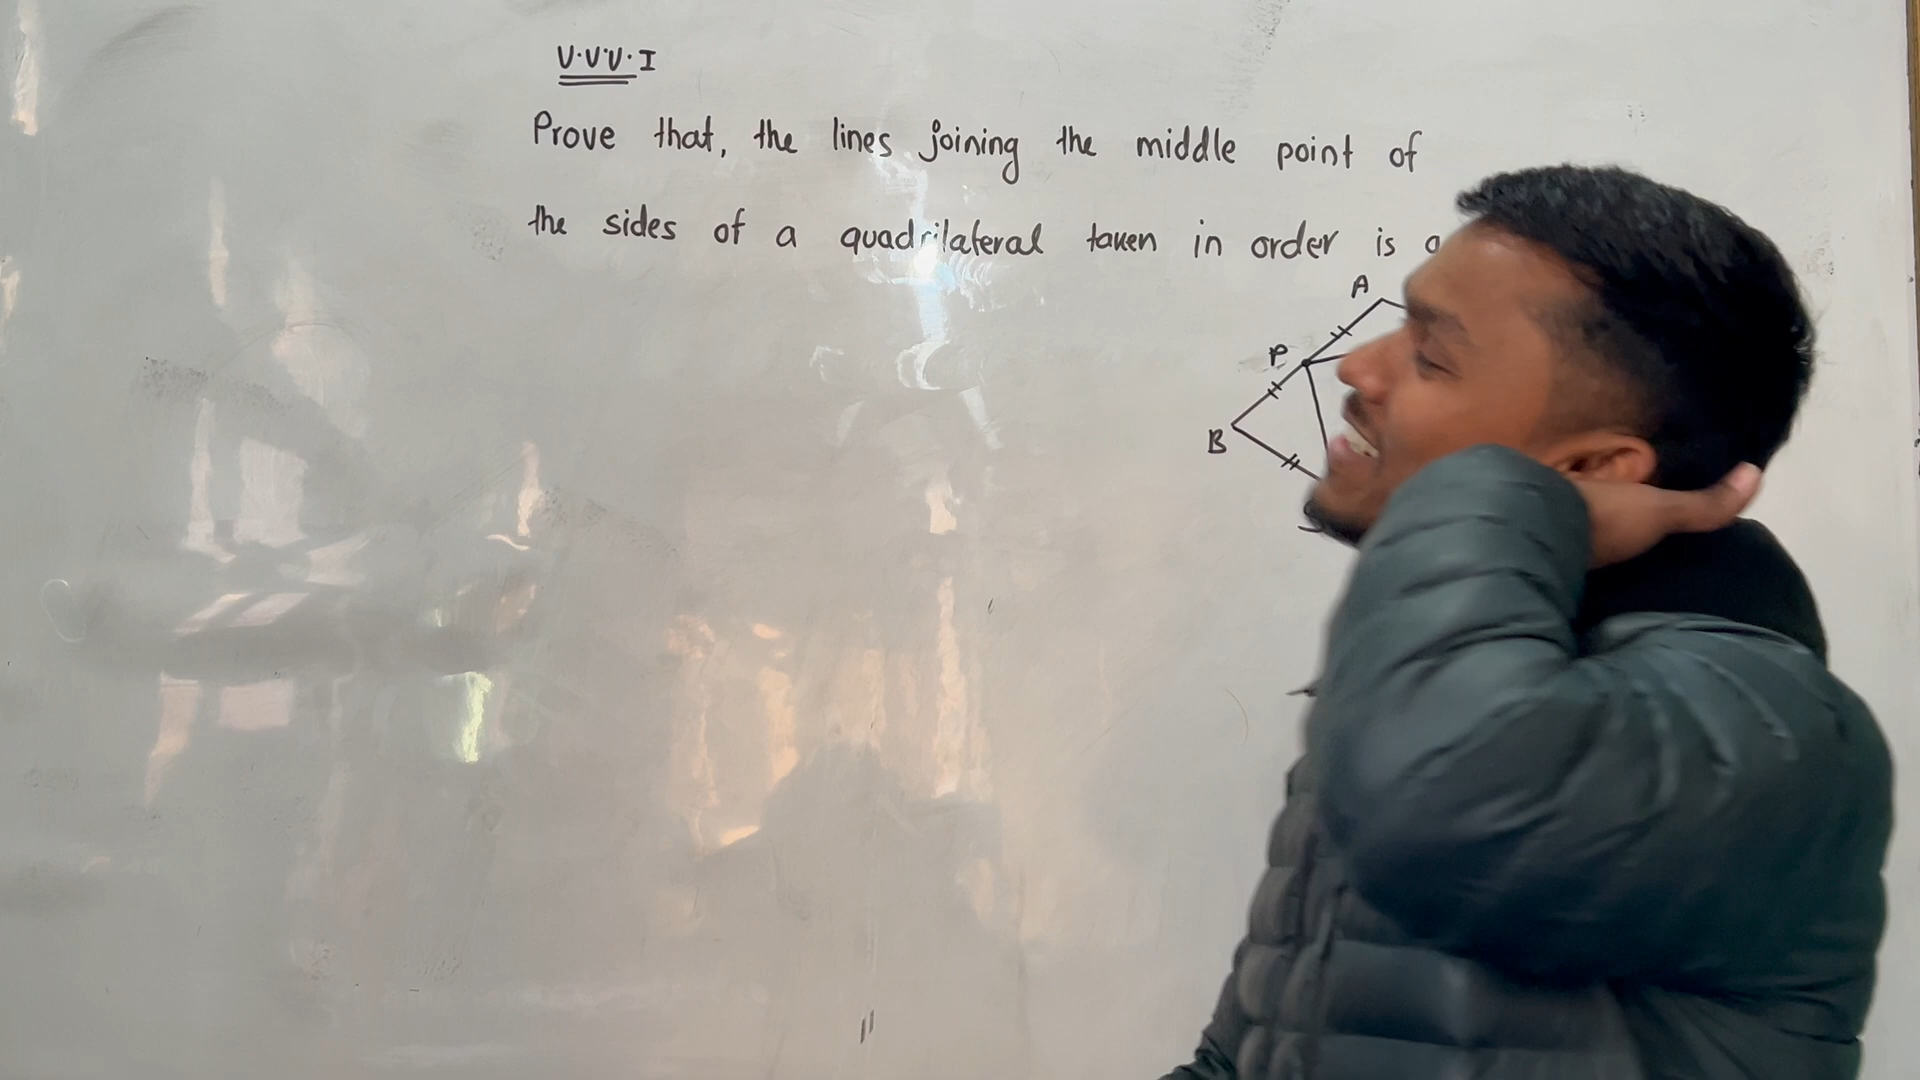 V.V.V.I
Prove that, the lines joining the middle point of
the sides of a quadrilateral taken in order is a
A
P
B